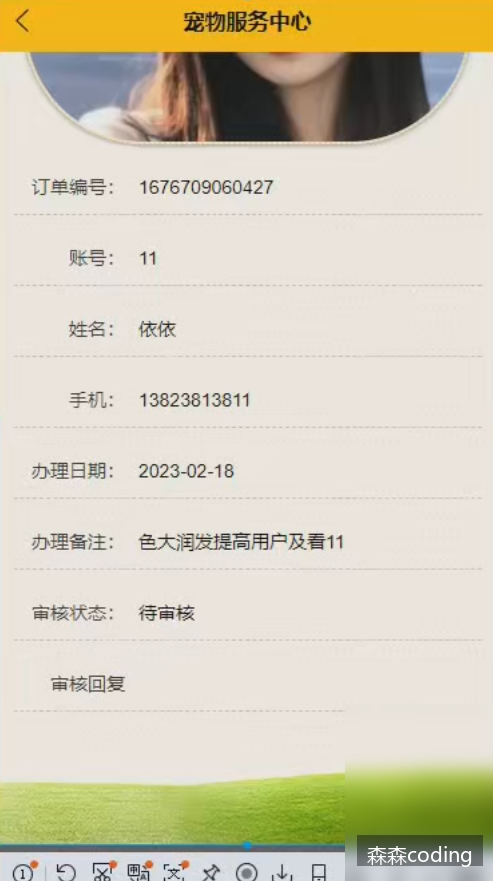 宠物服务中心
订单编号： 1676709060427
账号： 11
姓名： 依依
手机： 13823813811
办理日期： 2023-02-18
办理备注： 色大润发提高用户及看11
审核状态： 待审核
审核回复
森森coding